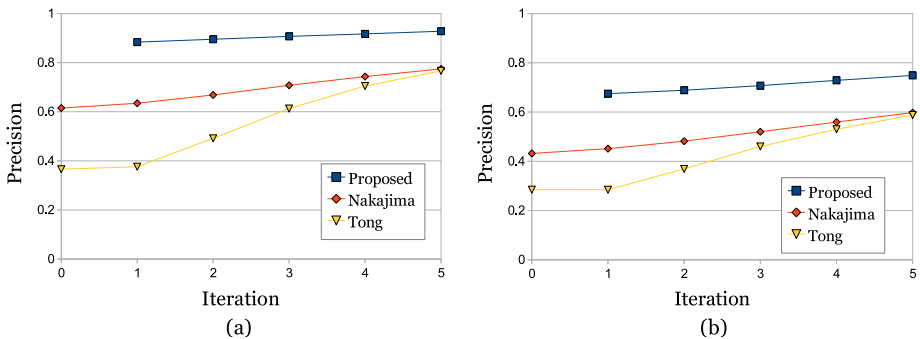 1
0.8
0.6
0.4
0.2
0
Precision
0 1 2 3 4 5
Iteration
Proposed
Nakajima
Tong
(a)
1
0.8
0.6
0.4
0.2
0
Precision
0 1 2 3 4 5
Iteration
Proposed
Nakajima
Tong
(b)